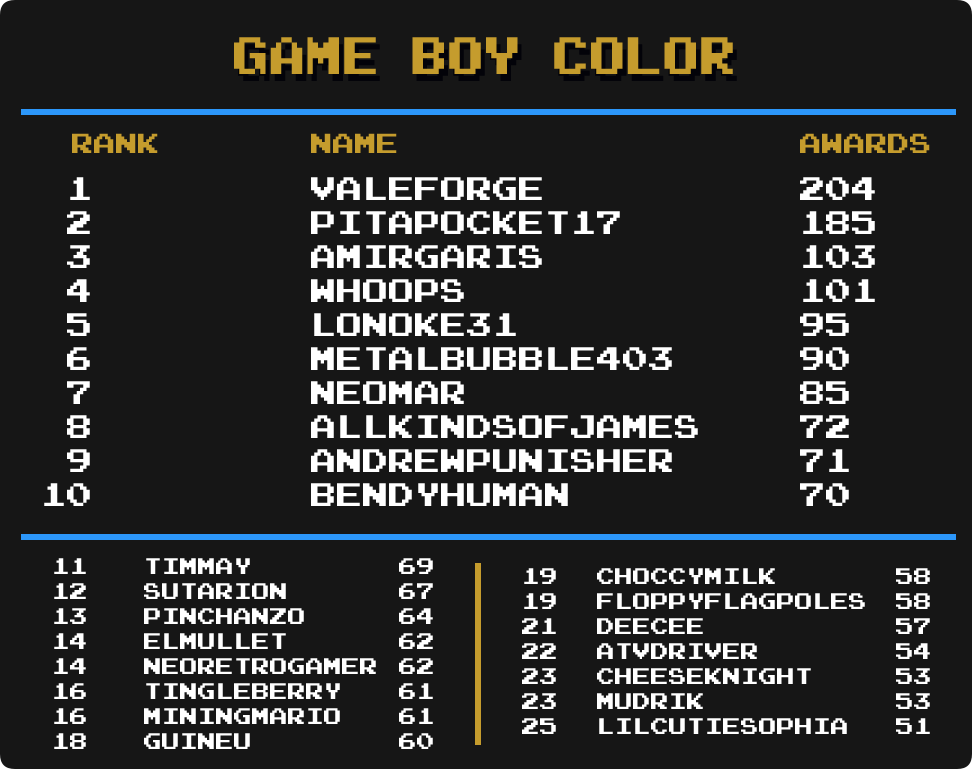 GAME BOY COLOR
RANK NAME AWARDS
1 VALEFORGE 204
2 PITAPOCKET17 185
3 AMIRGARIS 103
4 WHOOPS 101
5 LONOKE31 95
6 METALBUBBLE403 90
7 NEOMAR 85
8 ALLKINDSOFJAMES 72
9 ANDREWPUNISHER 71
10 BENDYHUMAN 70
11 TIMMAY 69
12 SUTARION 67
13 PINCHANZO 64
14 ELMULLET 62
14 NEORETROGAMER 62
16 TINGLEBERRY 61
16 MININGMARIO 61
18 GUINEU 60
19 CHOCCYMILK 58
19 FLOPPYFLAGPOLES 58
21 DEECEE 57
22 ATVDRIVER 54
23 CHEESEKNIGHT 53
23 MUDRIK 53
25 LILCUTIESOPHIA 51